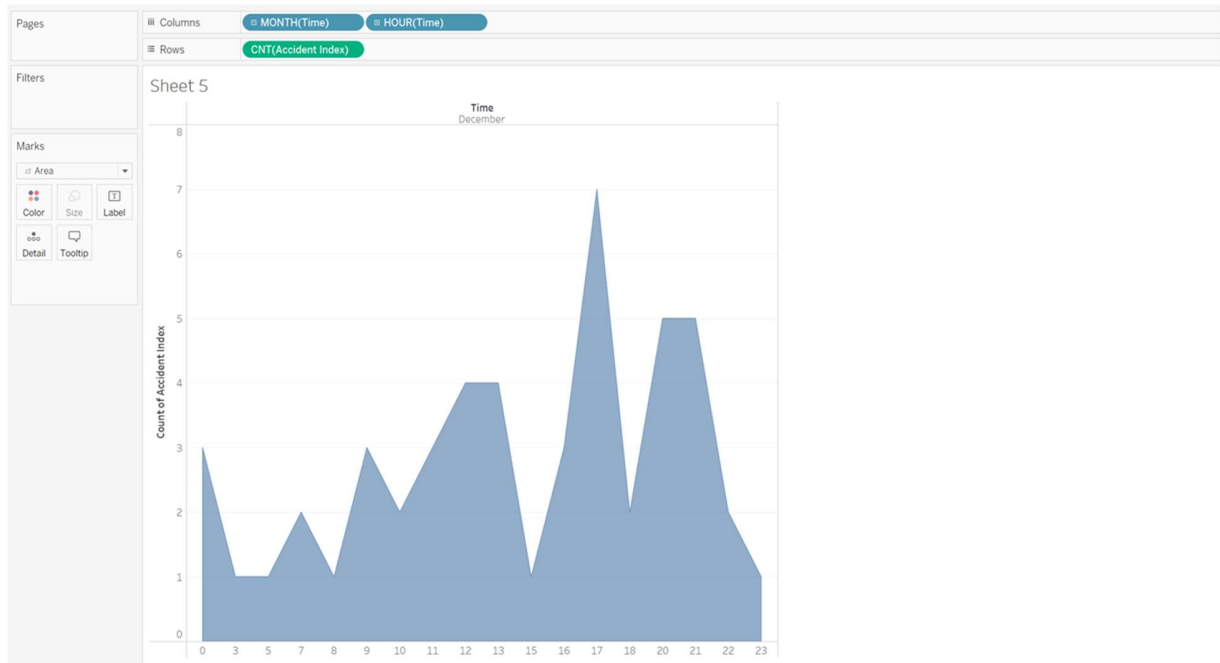 Pages
iii Columns
MONTH(Time)
HOUR(Time)
Rows
CNT(Accident Index)
Filters
Sheet 5
Time
December
Marks
Area
Color
Size
Label
Detail
Tooltip
Count of Accident Index
8
7
6
5
4
3
2
1
0
0 3 5 7 8 9 10 11 12 13 15 16 17 18 20 21 22 23